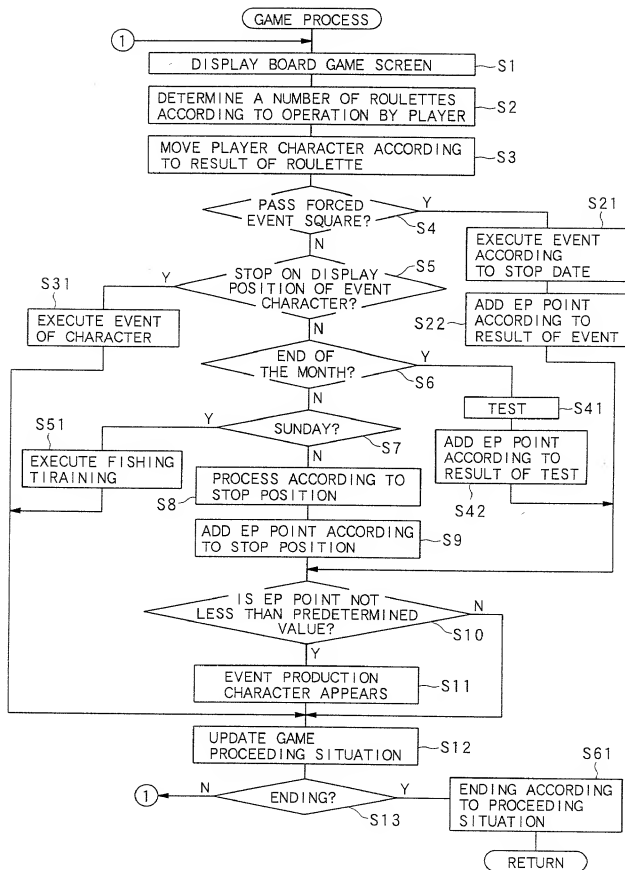 GAME PROCESS
1
DISPLAY BOARD GAME SCREEN
S1
DETERMINE A NUMBER OF ROULETTES
ACCORDING TO OPERATION BY PLAYER
S2
MOVE PLAYER CHARACTER ACCORDING
TO RESULT OF ROULETTE
S3
PASS FORCED
EVENT SQUARE?
Y
S4
N
S21
EXECUTE EVENT
ACCORDING
TO STOP DATE
S5
STOP ON DISPLAY
POSITION OF EVENT
CHARACTER?
Y
N
S31
EXECUTE EVENT
OF CHARACTER
S22
ADD EP POINT
ACCORDING TO
RESULT OF EVENT
END OF
THE MONTH?
Y
S6
N
TEST
S41
S51
Y
SUNDAY?
S7
N
EXECUTE FISHING
TIRAINING
ADD EP POINT
ACCORDING TO
RESULT OF TEST
S42
PROCESS ACCORDING TO
STOP POSITION
S8
ADD EP POINT ACCORDING
TO STOP POSITION
S9
IS EP POINT NOT
LESS THAN PREDETERMINED
VALUE?
N
S10
Y
EVENT PRODUCTION
CHARACTER APPEARS
S11
UPDATE GAME
PROCEEDING SITUATION
S12
1
N
ENDING?
Y
S13
S61
ENDING ACCORDING
TO PROCEEDING
SITUATION
RETURN